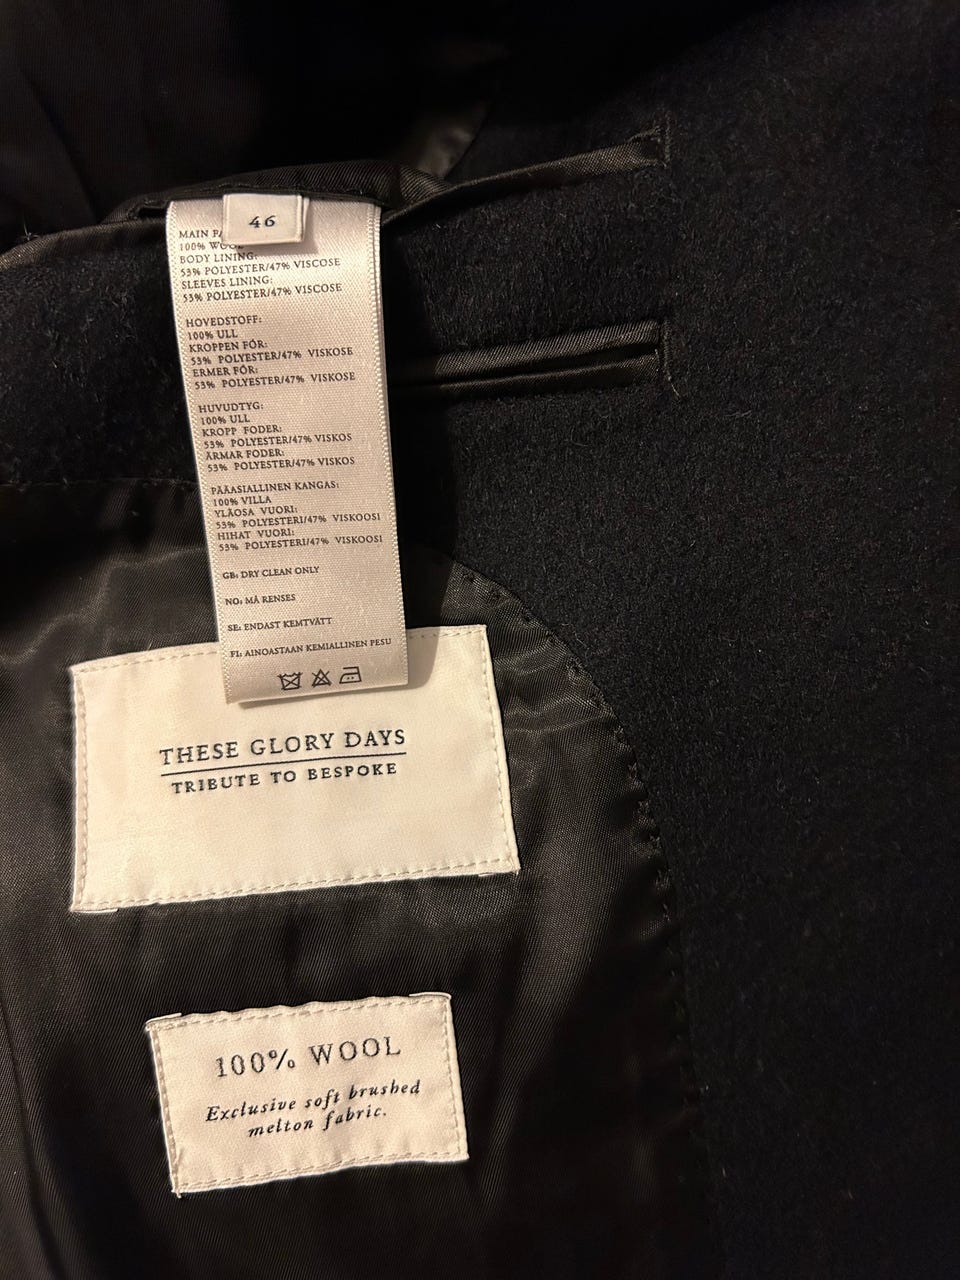 46
MAIN
100% WOOL
BODY LINING:
53% POLYESTER/47% VISCOSE
SLEEVES LINING:
53% POLYESTER/47% VISCOSE
HOVEDSTOFF:
100% ULL
KROPPEN FÓR:
53% POLYESTER/47% VISKOSE
ERMER FÓR:
53% POLYESTER/47% VISKOSE
HUVUDTYG:
100% ULL
KROPP FODER:
53% POLYESTER/47% VISKOS
ÄRMAR FODER:
53% POLYESTER/47% VISKOS
PÄÄASIALLINEN KANGAS:
100% VILLA
YLÄOSA VUORI:
53% POLYESTERI/47% VISKOOSI
HIHAT VUORI:
53% POLYESTERI/47% VISKOOSI
GB: DRY CLEAN ONLY
NO: MÅ RENSES
SE: ENDAST KEMTVÄTT
FI: AINOASTAAN KEMIALLINEN PESU
THESE GLORY DAYS
TRIBUTE TO BESPOKE
100% WOOL
Exclusive soft brushed
melton fabric.